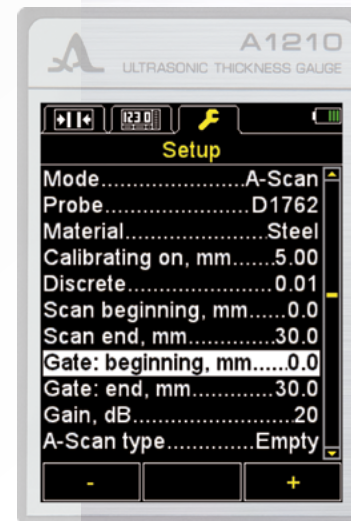 A1210
ULTRASONIC THICKNESS GAUGE
123.0
Setup
Mode....................A-Scan
Probe....................D1762
Material....................Steel
Calibrating on, mm.......5.00
Discrete....................0.01
Scan beginning, mm......0.0
Scan end, mm............30.0
Gate: beginning, mm....0.0
Gate: end, mm............30.0
Gain, dB....................20
A-Scan type.............Empty
- +